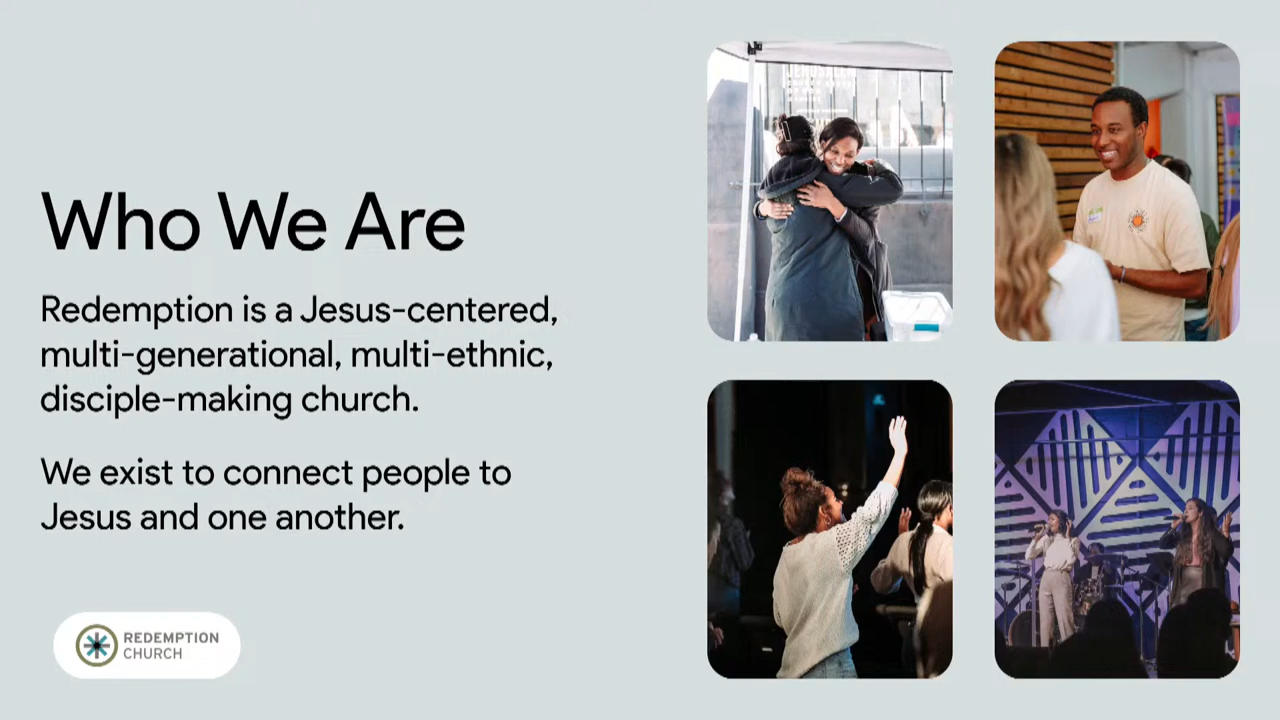 Who We Are
Redemption is a Jesus-centered,
multi-generational, multi-ethnic,
disciple-making church.
We exist to connect people to
Jesus and one another.
REDEMPTION
CHURCH
JERUSALEM